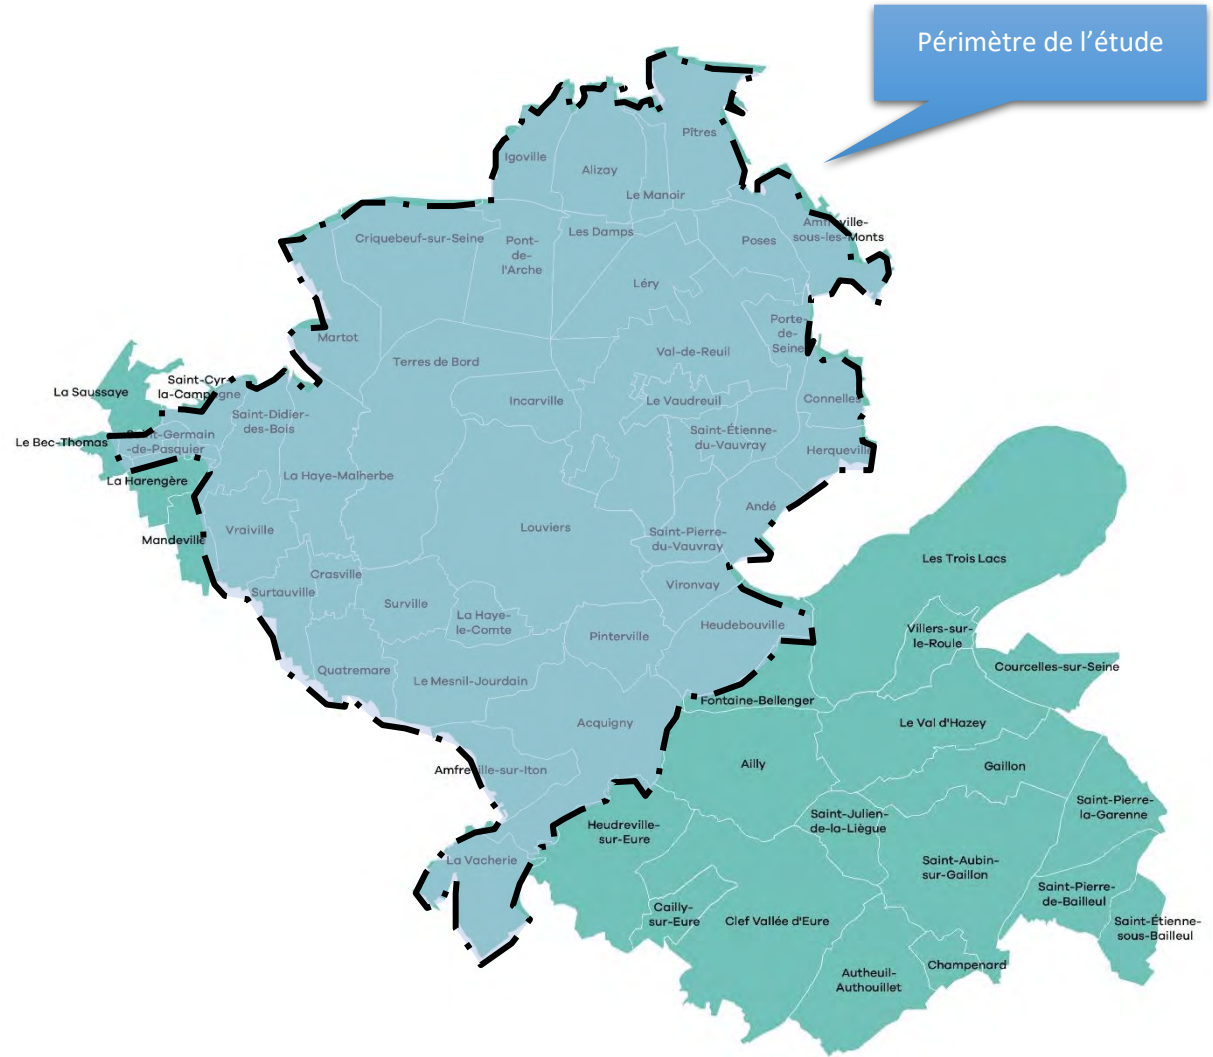 Périmètre de l’étude
Pîtres
Igoville
Alizay
Le Manoir
Amfreville-
sous-les-Monts
Les Damps
Criquebeuf-sur-Seine
Pont-
de-
l'Arche
Poses
Léry
Porte-
de-
Seine
Martot
Val-de-Reuil
Terres de Bord
Saint-Cyr-
la-Campagne
La Saussaye
Incarville
Le Vaudreuil
Connelles
Saint-Didier-
des-Bois
Saint-Étienne-
du-Vauvray
Le Bec-Thomas
Saint-Germain
-de-Pasquier
Herqueville
La Haye-Malherbe
La Harengère
Andé
Vraiville
Louviers
Saint-Pierre-
du-Vauvray
Mandeville
Les Trois Lacs
Crasville
Vironvay
Surtauville
Surville
La Haye-
le-Comte
Heudebouville
Villers-sur-
le-Roule
Pinterville
Courcelles-sur-Seine
Quatremare
Le Mesnil-Jourdain
Fontaine-Bellenger
Acquigny
Le Val d'Hazey
Ailly
Gaillon
Amfreville-sur-Iton
Saint-Pierre-
la-Garenne
Saint-Julien-
de-la-Liègue
Heudreville-
sur-Eure
La Vacherie
Saint-Aubin-
sur-Gaillon
Saint-Pierre-
de-Bailleul
Cailly-
sur-Eure
Clef Vallée d'Eure
Saint-Étienne-
sous-Bailleul
Champenard
Autheuil-
Authouillet